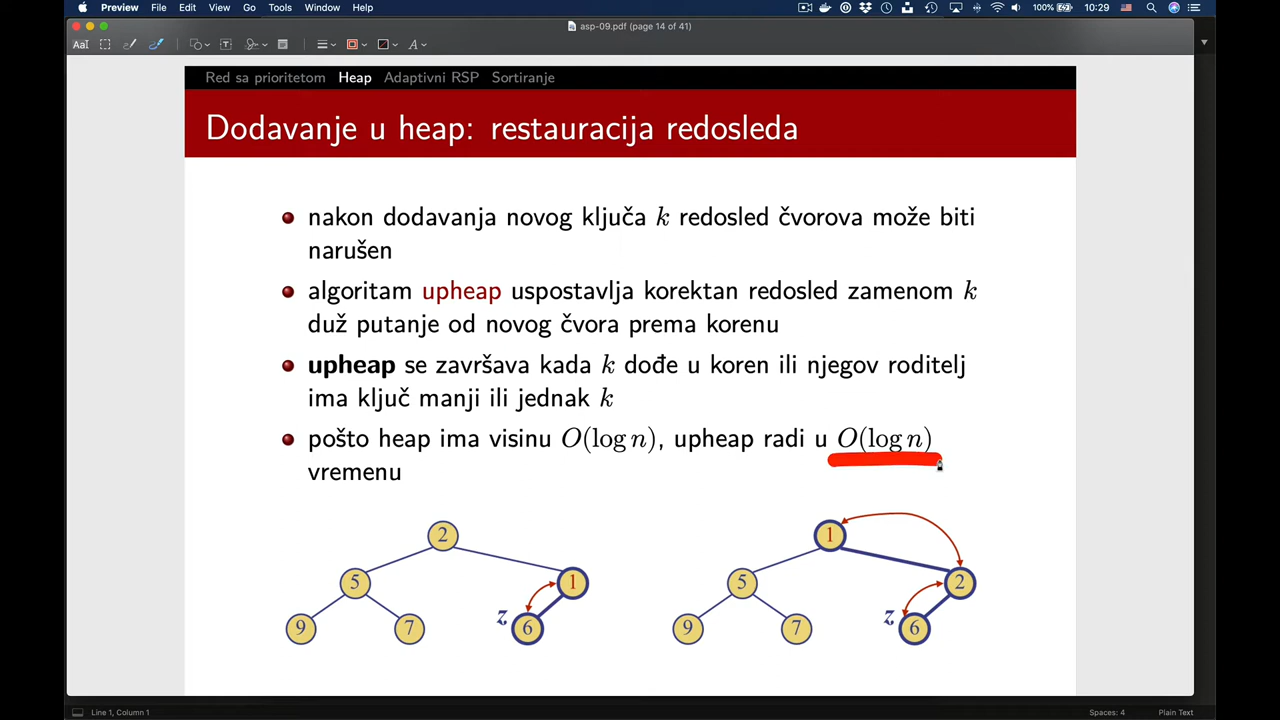 Preview File Edit View Go Tools Window Help 100% 10:29
asp-09.pdf (page 14 of 41)
AaI T A
Red sa prioritetom Heap Adaptivni RSP Sortiranje
Dodavanje u heap: restauracija redosleda
nakon dodavanja novog ključa k redosled čvorova može biti
narušen
algoritam upheap uspostavlja korektan redosled zamenom k
duž putanje od novog čvora prema korenu
upheap se završava kada k dođe u koren ili njegov roditelj
ima ključ manji ili jednak k
pošto heap ima visinu O(log n), upheap radi u O(log n)
vremenu
2 1
5 1 5 2
9 7 z 6 9 7 z 6
Line 1, Column 1 Spaces: 4 Plain Text